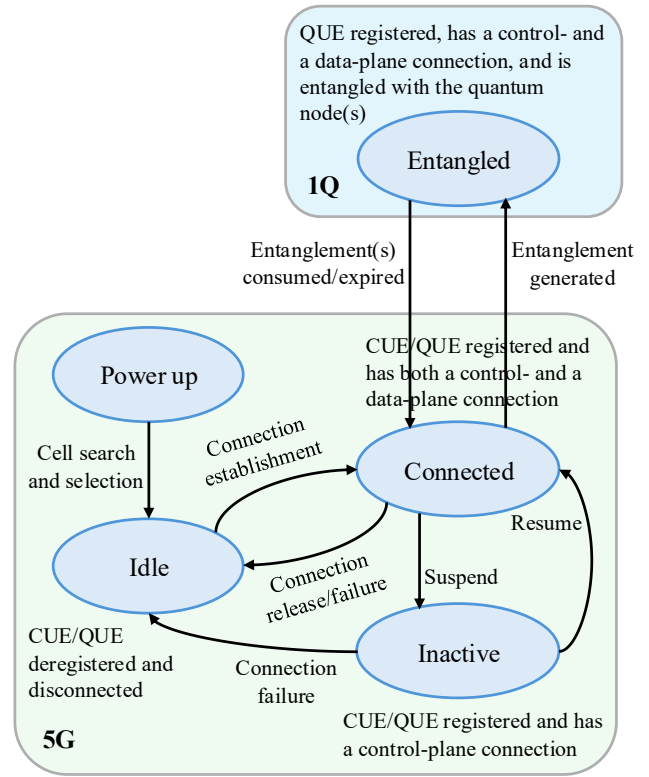 QUE registered, has a control- and
a data-plane connection, and is
entangled with the quantum
node(s)
Entangled
1Q
Entanglement(s)
consumed/expired
Entanglement
generated
CUE/QUE registered and
has both a control- and a
data-plane connection
Power up
Cell search
and selection
Connection
establishment
Connected
Resume
Idle
Connection
release/failure
Suspend
CUE/QUE
deregistered and
disconnected
Connection
failure
Inactive
CUE/QUE registered and has
a control-plane connection
5G